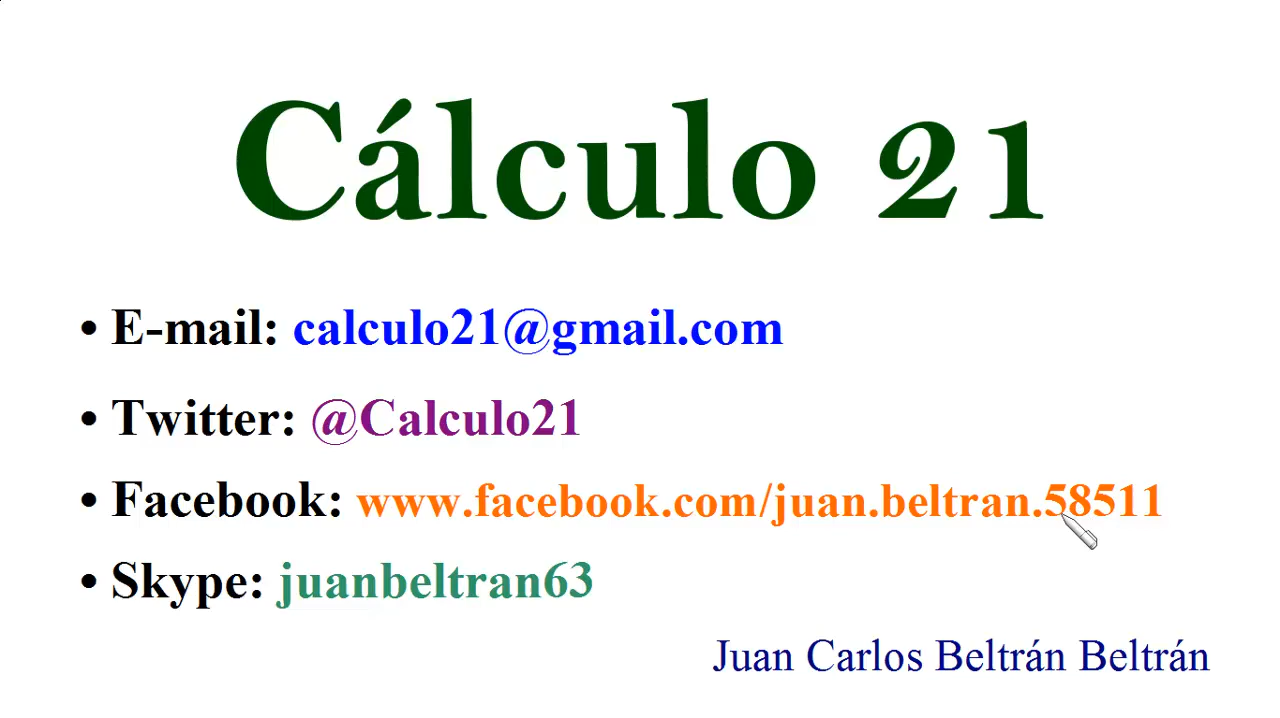 Cálculo 21
• E-mail: calculo21@gmail.com
• Twitter: @Calculo21
• Facebook: www.facebook.com/juan.beltran.58511
• Skype: juanbeltran63
Juan Carlos Beltrán Beltrán